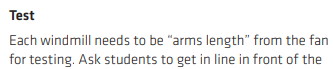 Test
Each windmill needs to be “arms length” from the fan
for testing. Ask students to get in line in front of the